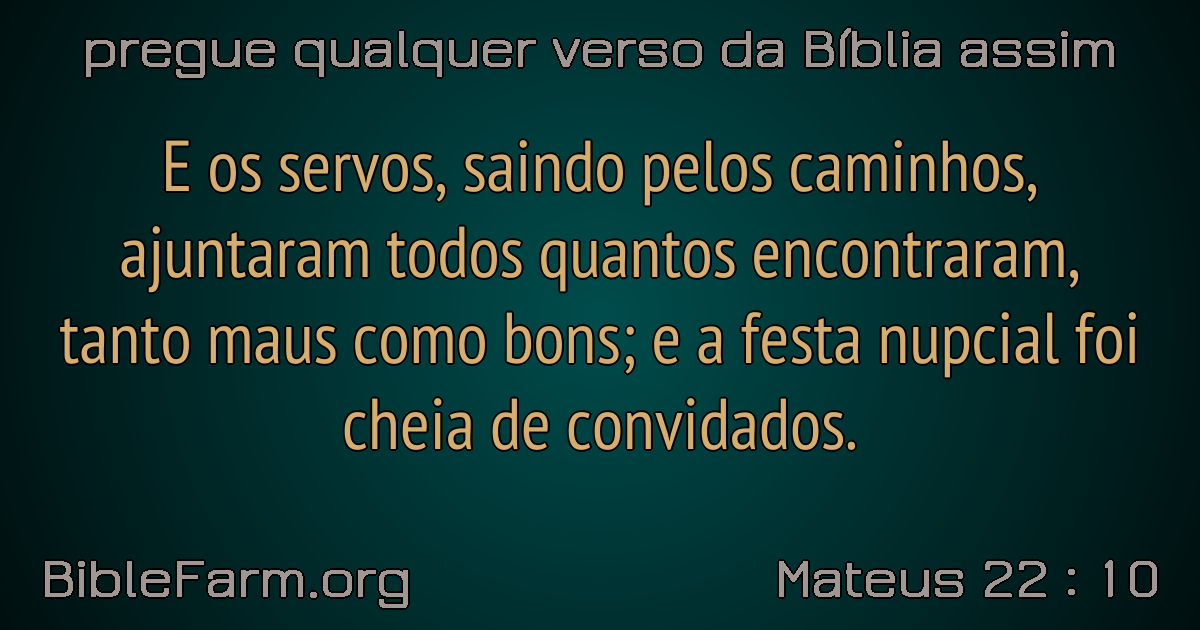 pregue qualquer verso da Bíblia assim
E os servos, saindo pelos caminhos,
ajuntaram todos quantos encontraram,
tanto maus como bons; e a festa nupcial foi
cheia de convidados.
BibleFarm.org
Mateus 22 : 10